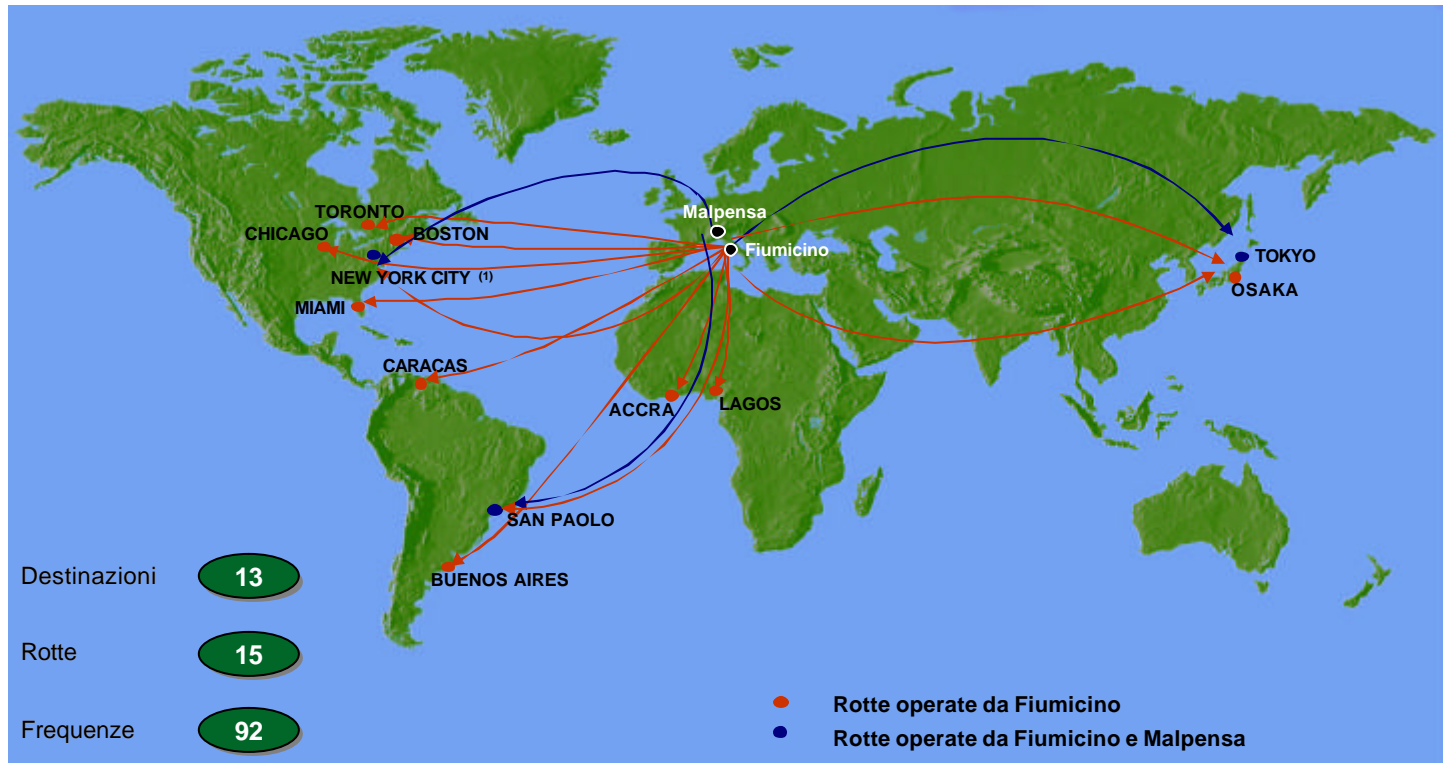 Malpensa
Fiumicino
TORONTO
CHICAGO
BOSTON
NEW YORK CITY (1)
MIAMI
TOKYO
OSAKA
CARACAS
ACCRA
LAGOS
SAN PAOLO
BUENOS AIRES
Destinazioni 13
Rotte 15
Frequenze 92
Rotte operate da Fiumicino
Rotte operate da Fiumicino e Malpensa